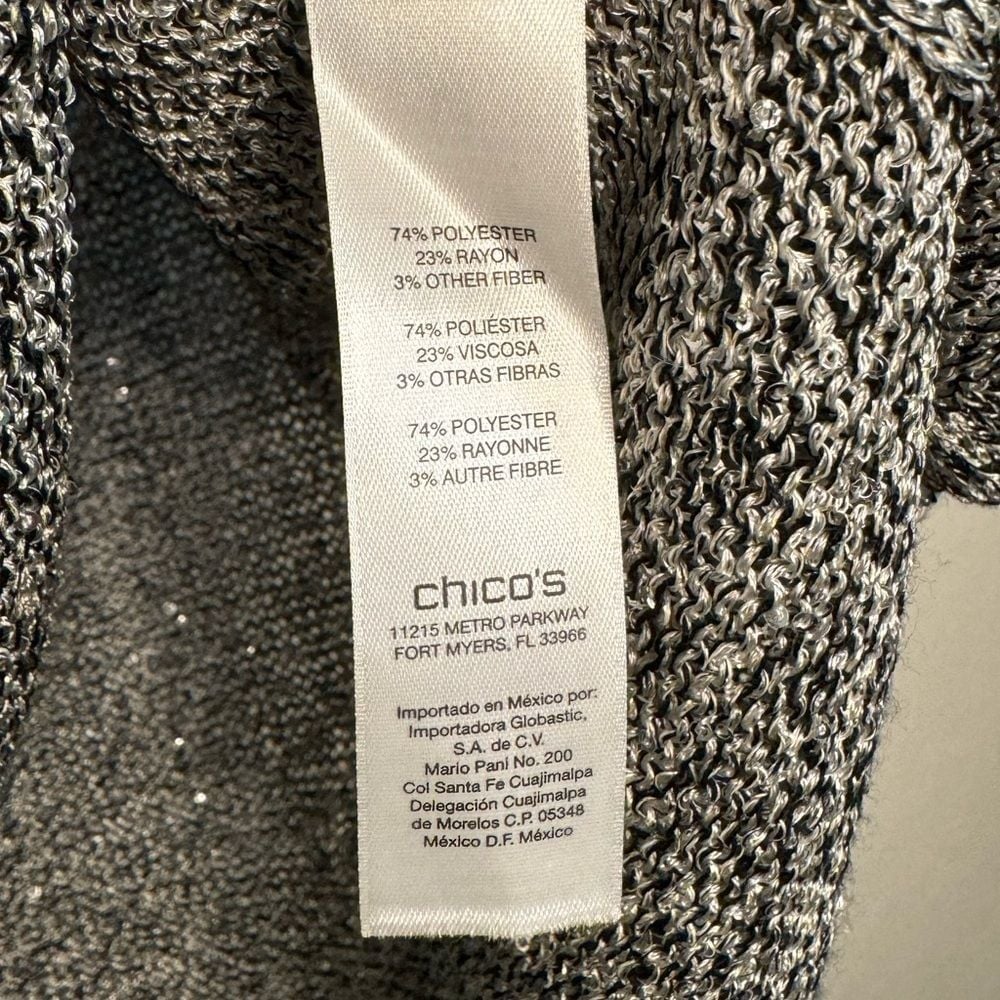 74% POLYESTER
23% RAYON
3% OTHER FIBER
74% POLIÉSTER
23% VISCOSA
3% OTRAS FIBRAS
74% POLYESTER
23% RAYONNE
3% AUTRE FIBRE
chico's
11215 METRO PARKWAY
FORT MYERS, FL 33966
Importado en México por:
Importadora Globastic,
S.A. de C.V.
Mario Pani No. 200
Col Santa Fe Cuajimalpa
Delegación Cuajimalpa
de Morelos C.P. 05348
México D.F. México